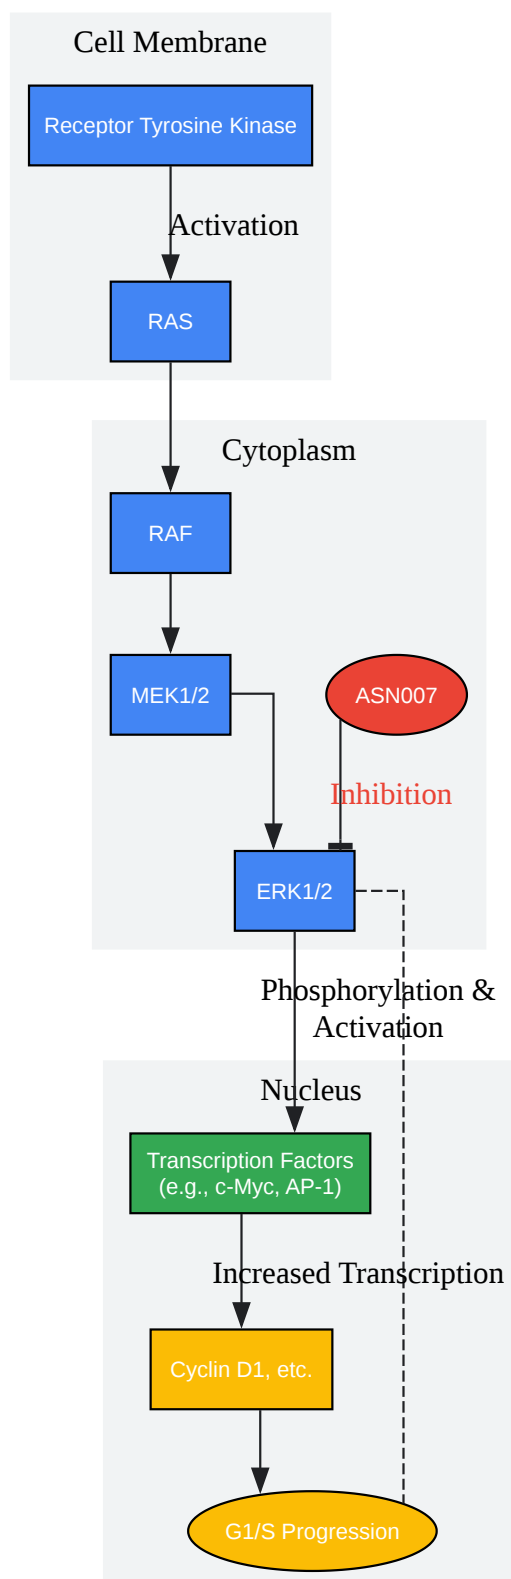 Cell Membrane
Receptor Tyrosine Kinase
Activation
RAS
Cytoplasm
RAF
MEK1/2
ASN007
Inhibition
ERK1/2
Phosphorylation &
Activation
Nucleus
Transcription Factors
(e.g., c-Myc, AP-1)
Increased Transcription
Cyclin D1, etc.
G1/S Progression